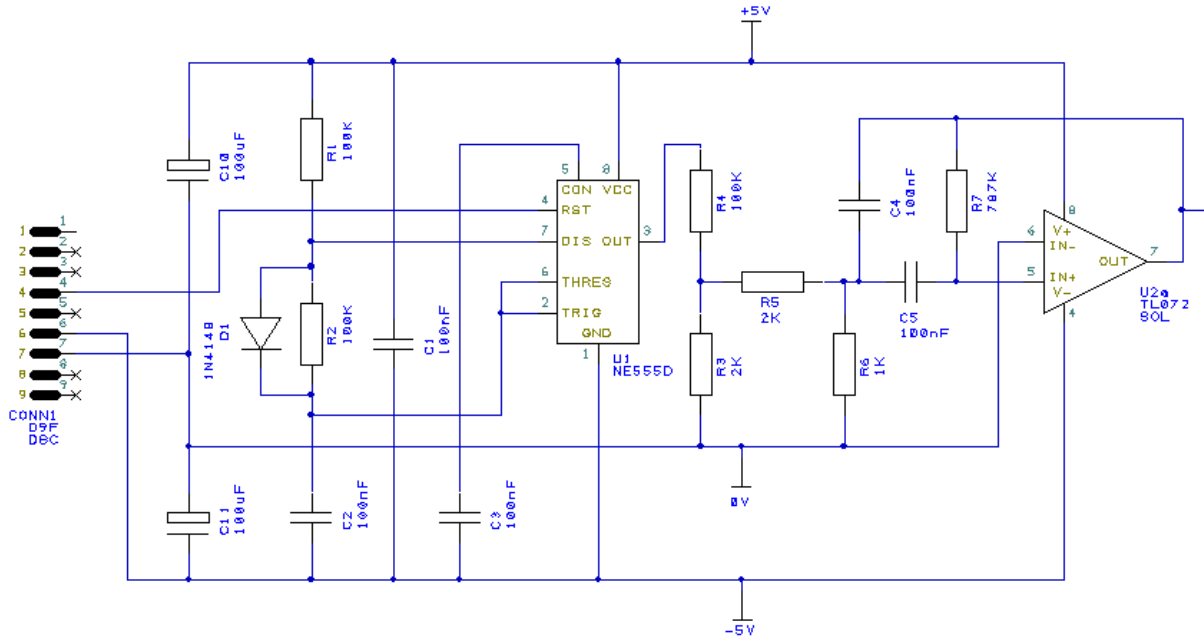 +5V
C10
100uF
R1
100K
5
8
CON VCC
4
RST
7
DIS OUT
3
6
THRES
2
TRIG
GND
1
U1
NE555D
R4
100K
C4
100nF
R7
787K
8
V+
6
IN-
5
IN+
V-
OUT
7
4
U2a
TL072
SOL
1
1
2
2
3
3
4
4
5
5
6
6
7
7
8
8
9
9
CONN1
D9F
DSC
1N4148
D1
R2
100K
C1
100nF
R5
2K
C5
100nF
R3
2K
R6
1K
0V
C11
100uF
C2
100nF
C3
100nF
-5V